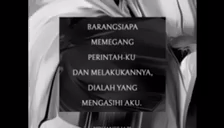 BARANGSIAPA
MEMEGANG
PERINTAH-KU
DAN MELAKUKANNYA,
DIALAH YANG
MENGASIHI AKU.